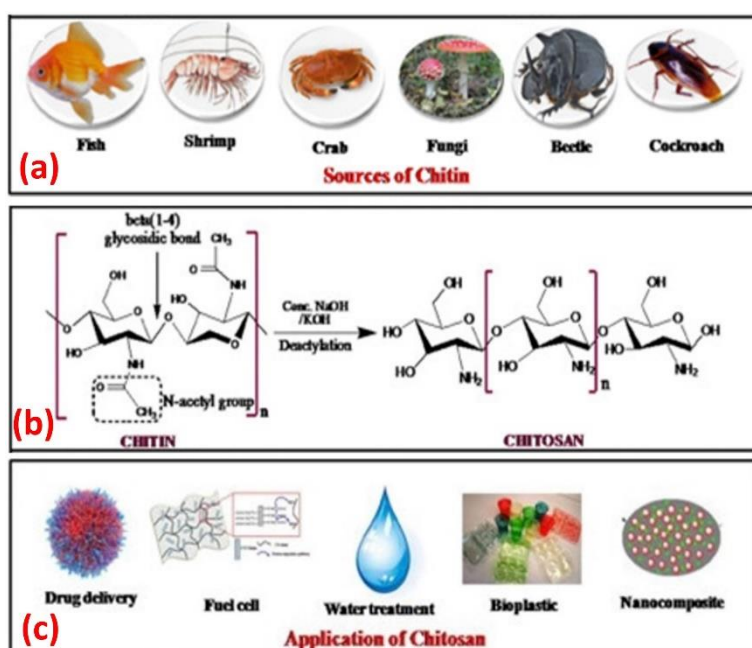 Fish
Shrimp
Crab
Fungi
Beetle
Cockroach
(a)
Sources of Chitin
beta(1-4)
glycosidic bond
CH3
O
NH
OH
HO
O
O
O
O
HO
NH
OH
O
CH3
N-acetyl group
n
CHITIN
Conc. NaOH
/KOH
Deactylation
OH
OH
OH
HO
O
O
O
O
O
OH
HO
HO
HO
NH2
NH2
NH2
n
CHITOSAN
(b)
Drug delivery
Fuel cell
Water treatment
Bioplastic
Nanocomposite
(c)
Application of Chitosan